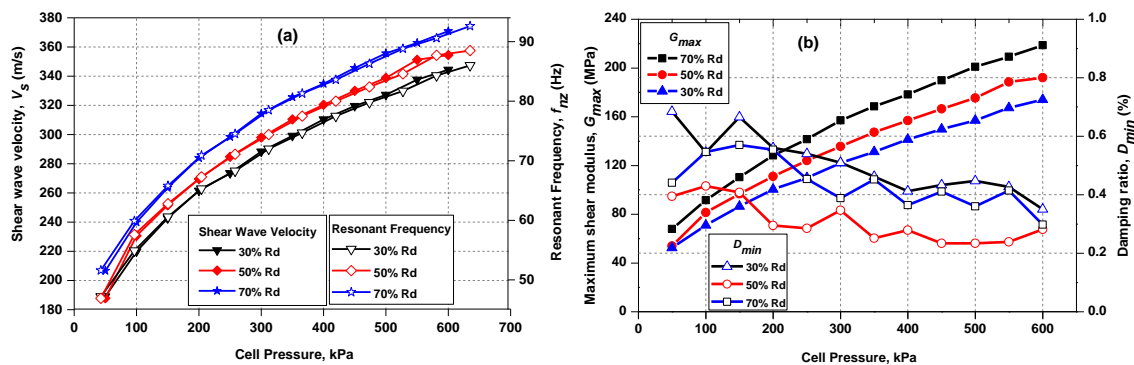 (a)
Shear wave velocity, Vs (m/s)
380
360
340
320
300
280
260
240
220
200
180
Resonant Frequency, fnz (Hz)
90
80
70
60
50
Shear Wave Velocity
30% Rd
50% Rd
70% Rd
Resonant Frequency
30% Rd
50% Rd
70% Rd
0 100 200 300 400 500 600 700
Cell Pressure, kPa
(b)
Maximum shear modulus, Gmax (MPa)
240
200
160
120
80
40
0
Damping ratio, Dmin (%)
1.0
0.8
0.6
0.4
0.2
0.0
Gmax
70% Rd
50% Rd
30% Rd
Dmin
30% Rd
50% Rd
70% Rd
0 100 200 300 400 500 600
Cell Pressure, kPa